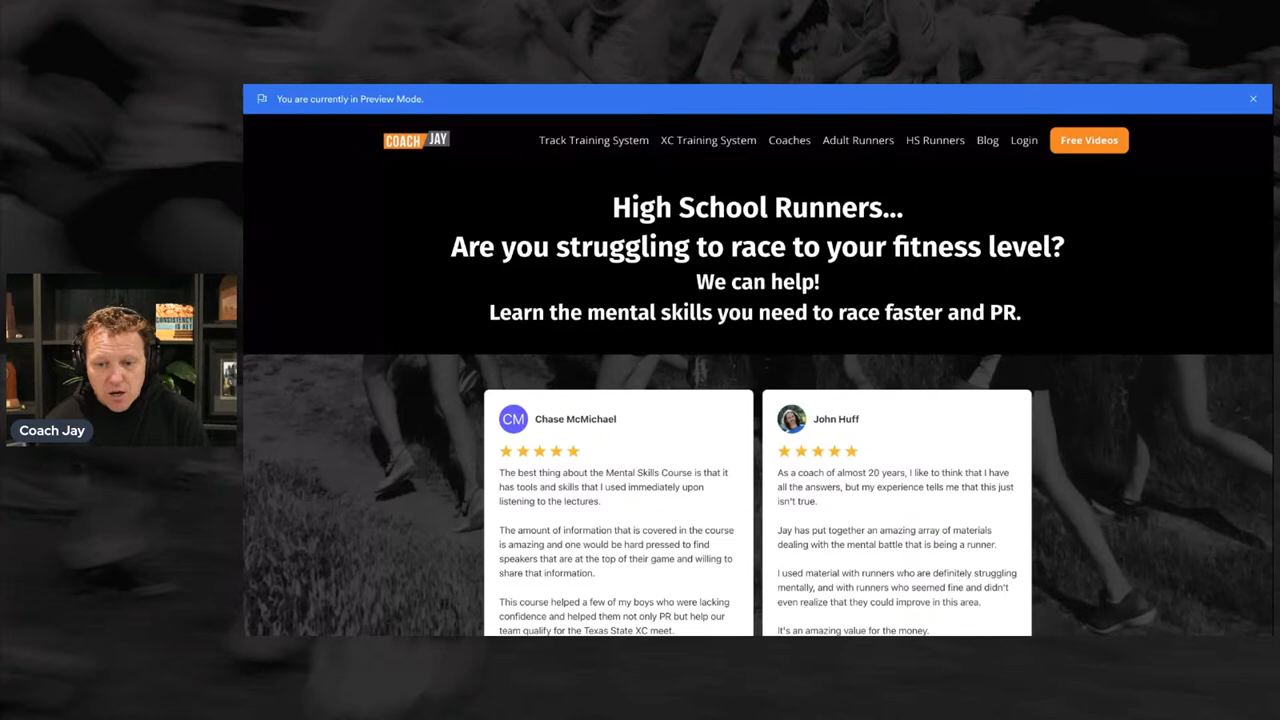 You are currently in Preview Mode.
COACH JAY
Track Training System XC Training System Coaches Adult Runners HS Runners Blog Login Free Videos
High School Runners...
Are you struggling to race to your fitness level?
We can help!
Learn the mental skills you need to race faster and PR.
CM Chase McMichael
The best thing about the Mental Skills Course is that it
has tools and skills that I used immediately upon
listening to the lectures.
The amount of information that is covered in the course
is amazing and one would be hard pressed to find
speakers that are at the top of their game and willing to
share that information.
This course helped a few of my boys who were lacking
confidence and helped them not only PR but help our
team qualify for the Texas State XC meet.
John Huff
As a coach of almost 20 years, I like to think that I have
all the answers, but my experience tells me that this just
isn't true.
Jay has put together an amazing array of materials
dealing with the mental battle that is being a runner.
I used material with runners who are definitely struggling
mentally, and with runners who seemed fine and didn't
even realize that they could improve in this area.
It's an amazing value for the money.
CONSISTENCY
IS KEY
Coach Jay